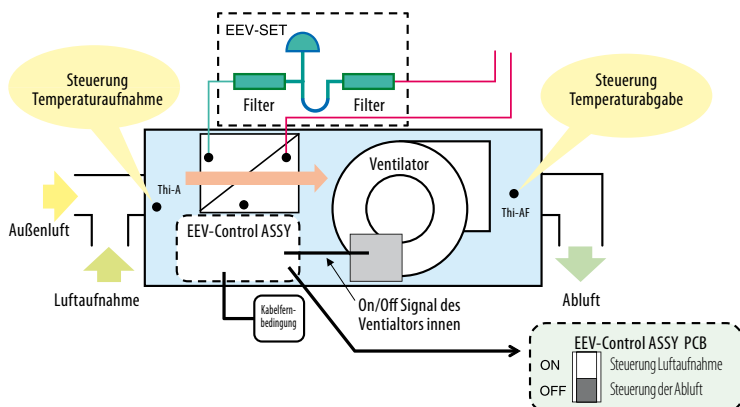 EEV-SET
Steuerung
Temperaturaufnahme
Filter
Filter
Steuerung
Temperaturabgabe
Ventilator
Thi-A
Thi-AF
Außenluft
EEV-Control ASSY
Luftaufnahme
Kabelfern-
bedingung
On/Off Signal des
Ventialtors innen
Abluft
EEV-Control ASSY PCB
ON
Steuerung Luftaufnahme
OFF
Steuerung der Abluft